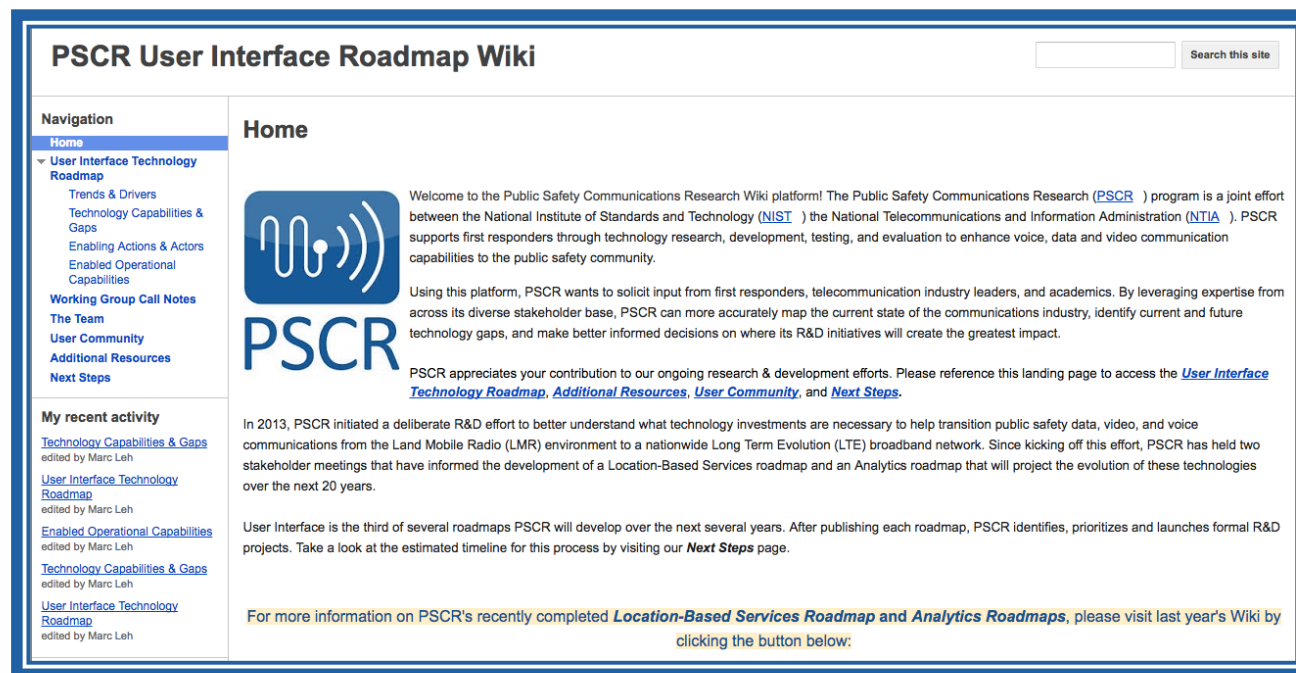 PSCR User Interface Roadmap Wiki
Search this site
Navigation
Home
User Interface Technology
Roadmap
Trends & Drivers
Technology Capabilities &
Gaps
Enabling Actions & Actors
Enabled Operational
Capabilities
Working Group Call Notes
The Team
User Community
Additional Resources
Next Steps
My recent activity
Technology Capabilities & Gaps
edited by Marc Leh
User Interface Technology
Roadmap
edited by Marc Leh
Enabled Operational Capabilities
edited by Marc Leh
Technology Capabilities & Gaps
edited by Marc Leh
User Interface Technology
Roadmap
edited by Marc Leh
Home
PSCR
Welcome to the Public Safety Communications Research Wiki platform! The Public Safety Communications Research (PSCR ) program is a joint effort
between the National Institute of Standards and Technology (NIST ) the National Telecommunications and Information Administration (NTIA ). PSCR
supports first responders through technology research, development, testing, and evaluation to enhance voice, data and video communication
capabilities to the public safety community.
Using this platform, PSCR wants to solicit input from first responders, telecommunication industry leaders, and academics. By leveraging expertise from
across its diverse stakeholder base, PSCR can more accurately map the current state of the communications industry, identify current and future
technology gaps, and make better informed decisions on where its R&D initiatives will create the greatest impact.
PSCR appreciates your contribution to our ongoing research & development efforts. Please reference this landing page to access the User Interface
Technology Roadmap, Additional Resources, User Community, and Next Steps.
In 2013, PSCR initiated a deliberate R&D effort to better understand what technology investments are necessary to help transition public safety data, video, and voice
communications from the Land Mobile Radio (LMR) environment to a nationwide Long Term Evolution (LTE) broadband network. Since kicking off this effort, PSCR has held two
stakeholder meetings that have informed the development of a Location-Based Services roadmap and an Analytics roadmap that will project the evolution of these technologies
over the next 20 years.
User Interface is the third of several roadmaps PSCR will develop over the next several years. After publishing each roadmap, PSCR identifies, prioritizes and launches formal R&D
projects. Take a look at the estimated timeline for this process by visiting our Next Steps page.
For more information on PSCR's recently completed Location-Based Services Roadmap and Analytics Roadmaps, please visit last year's Wiki by
clicking the button below: